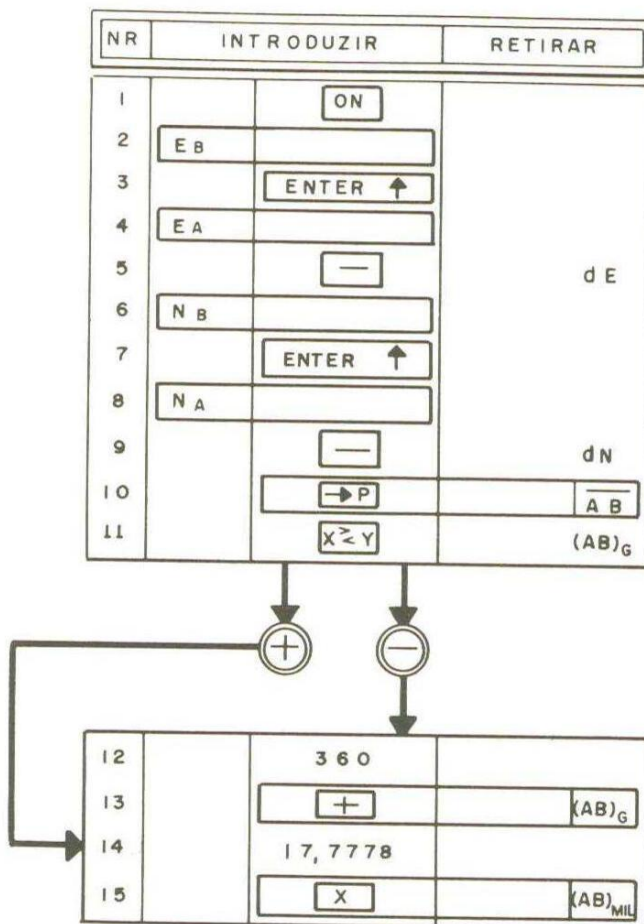 NR INTRODUZIR RETIRAR
1 ON
2 EB
3 ENTER ↑
4 EA
5 — dE
6 NB
7 ENTER ↑
8 NA
9 — dN
10 →P AB
11 X≷Y (AB)G
+ —
12 360
13 + (AB)G
14 17,7778
15 X (AB)MIL